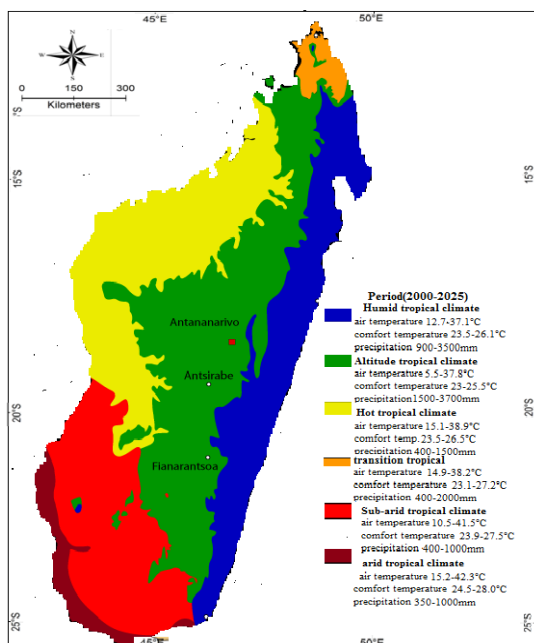 45°E
50°E
N
W
E
S
0
150
300
Kilometers
°S
15°S
15°S
Period(2000-2025)
Humid tropical climate
air temperature 12.7-37.1°C
comfort temperature 23.5-26.1°C
precipitation 900-3500mm
Altitude tropical climate
air temperature 5.5-37.8°C
comfort temperature 23-25.5°C
precipitation1500-3700mm
Hot tropical climate
air temperature 15.1-38.9°C
comfort temp. 23.5-26.5°C
precipitation 400-1500mm
transition tropical
air temperature 14.9-38.2°C
comfort temperature 23.1-27.2°C
precipitation 400-2000mm
Sub-arid tropical climate
air temperature 10.5-41.5°C
comfort temperature 23.9-27.5°C
precipitation 400-1000mm
arid tropical climate
air temperature 15.2-42.3°C
comfort temperature 24.5-28.0°C
precipitation 350-1000mm
Antananarivo
Antsirabe
Fianarantsoa
20°S
20°S
25°S
25°S
45°E
50°E